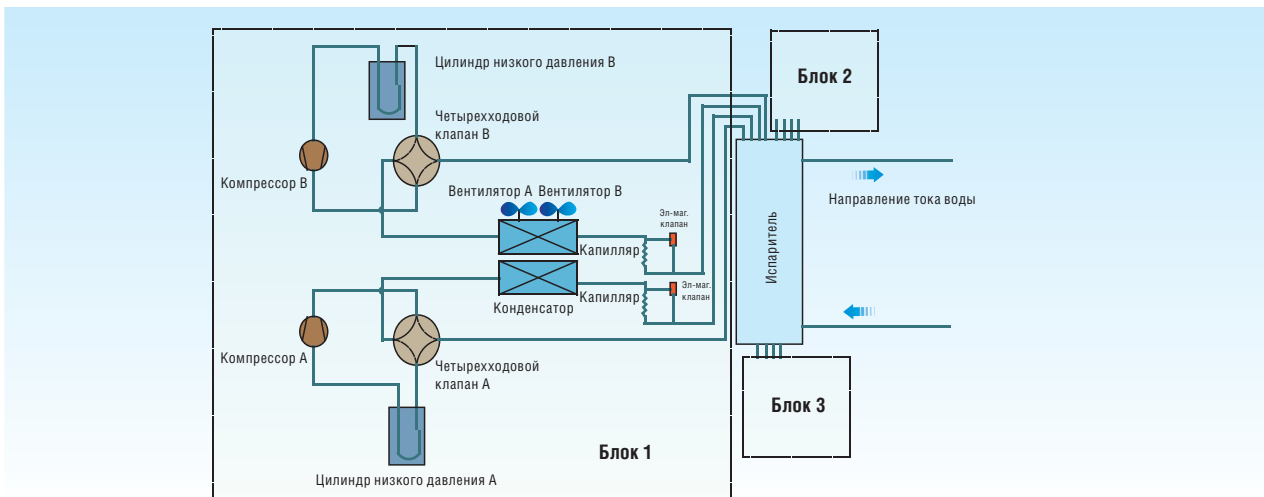 Цилиндр низкого давления В
Блок 2
Четырехходовой
клапан В
Компрессор В
Вентилятор А Вентилятор В
Направление тока воды
Эл-маг.
клапан
Капилляр
Испаритель
Эл-маг.
клапан
Капилляр
Конденсатор
Компрессор А
Четырехходовой
клапан А
Блок 3
Блок 1
Цилиндр низкого давления А